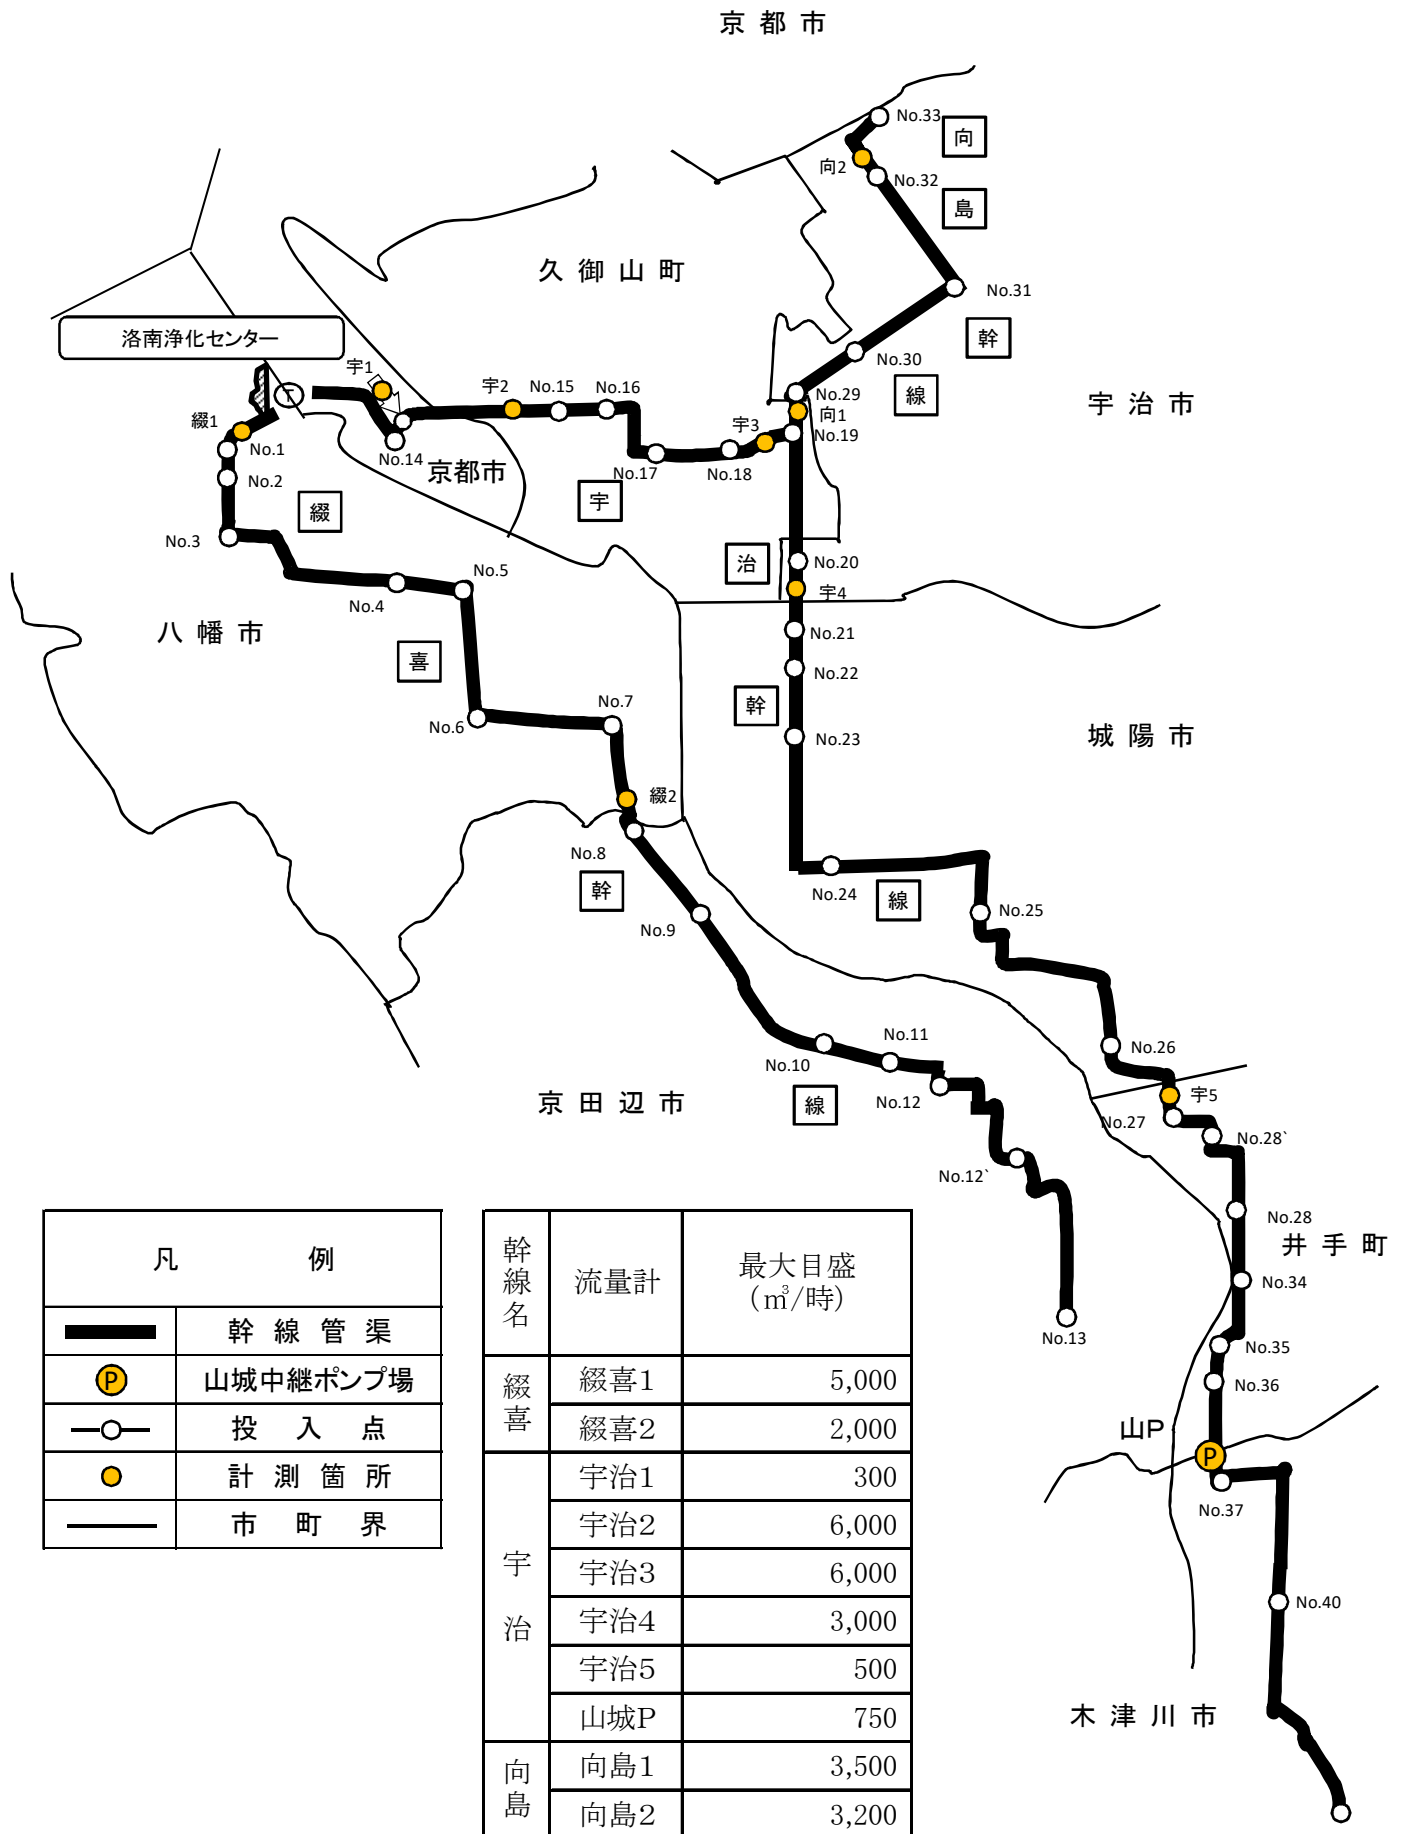 京都市
No.33
向
向2
No.32
島
久御山町
No.31
洛南浄化センター
幹
宇1
No.30
宇2
No.15
No.16
No.29
線
T
宇治市
綴1
向1
宇3
No.19
No.1
No.14
京都市
No.17
No.18
No.2
綴
宇
No.3
治
No.20
No.5
No.4
宇4
八幡市
No.21
喜
No.22
No.7
幹
No.6
No.23
城陽市
綴2
No.8
幹
No.24
線
No.9
No.25
No.11
No.26
No.10
京田辺市
線
No.12
宇5
No.27
No.28`
No.12`
No.28
井手町
No.34
No.13
No.35
No.36
山P
P
No.37
No.40
木津川市
凡例
幹線管渠
P 山城中継ポンプ場
投入点
計測箇所
市町界
幹線名 流量計 最大目盛
(㎥/時)
綴喜 綴喜1 5,000
綴喜2 2,000
宇治 宇治1 300
宇治2 6,000
宇治3 6,000
宇治4 3,000
宇治5 500
山城P 750
向島 向島1 3,500
向島2 3,200